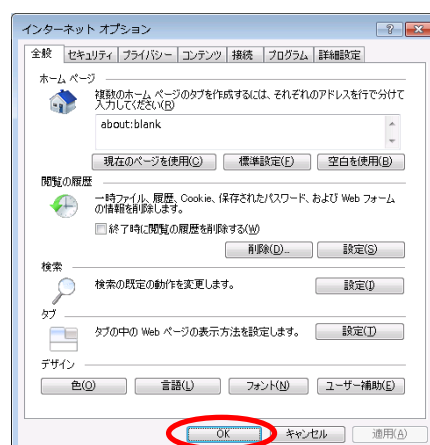 インターネット オプション
全般 セキュリティ プライバシー コンテンツ 接続 プログラム 詳細設定
ホーム ページ
複数のホーム ページのタブを作成するには、それぞれのアドレスを行で分けて
入力してください(R)
about:blank
現在のページを使用(C) 標準設定(F) 空白を使用(B)
閲覧の履歴
一時ファイル、履歴、Cookie、保存されたパスワード、および Web フォーム
の情報を削除します。
終了時に閲覧の履歴を削除する(W)
削除(D)... 設定(S)
検索
検索の既定の動作を変更します。 設定(I)
タブ
タブの中の Web ページの表示方法を設定します。 設定(T)
デザイン
色(O) 言語(L) フォント(N) ユーザー補助(E)
OK キャンセル 適用(A)